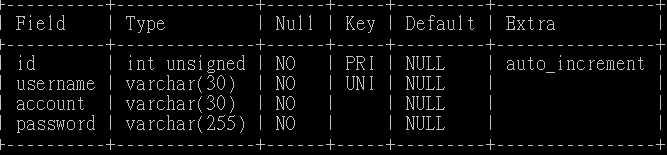 | Field | Type | Null | Key | Default | Extra |
| id | int unsigned | NO | PRI | NULL | auto_increment |
| username | varchar(30) | NO | UNI | NULL | |
| account | varchar(30) | NO | | NULL | |
| password | varchar(255) | NO | | NULL | |